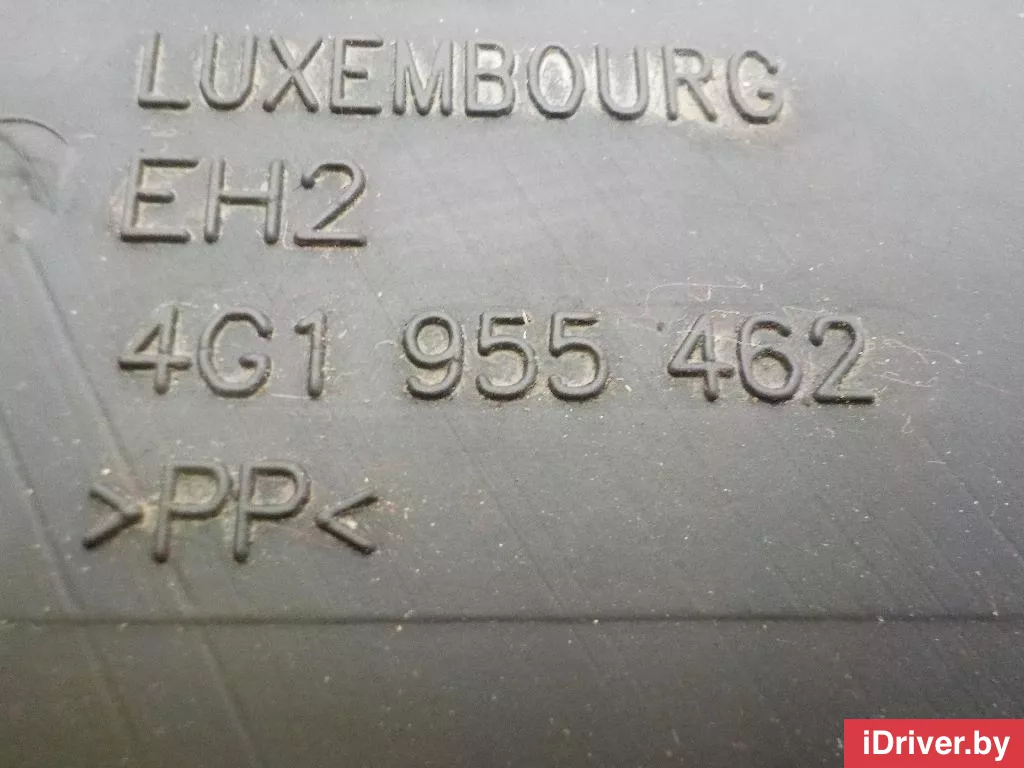 LUXEMBOURG
EH2
4G1 955 462
>PP<
iDriver.by